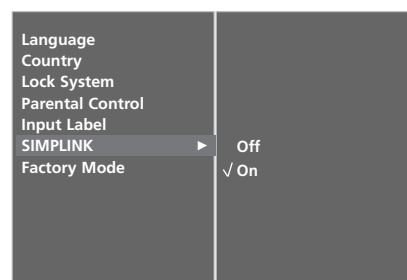 Language
Country
Lock System
Parental Control
Input Label
SIMPLINK ►
Factory Mode
Off
√ On